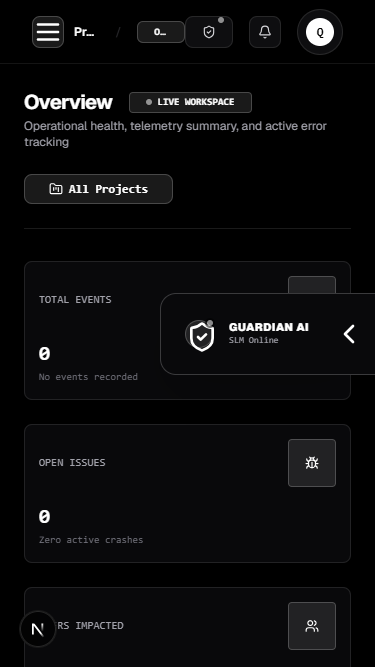 Pr... / O...
Q
Overview
LIVE WORKSPACE
Operational health, telemetry summary, and active error
tracking
All Projects
TOTAL EVENTS
0
No events recorded
GUARDIAN AI
SLM Online
OPEN ISSUES
0
Zero active crashes
RS IMPACTED
N